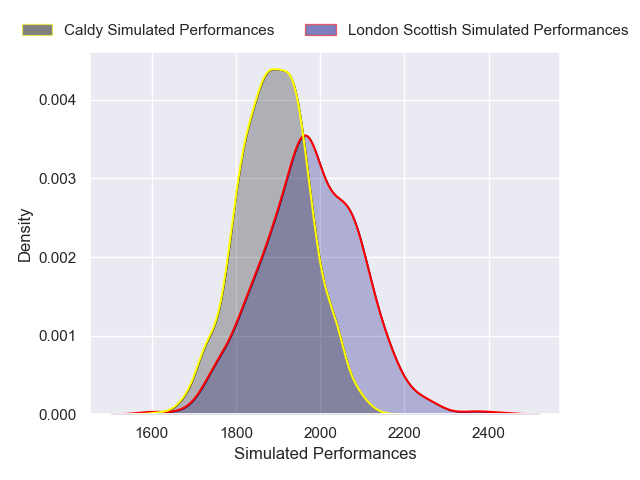 Caldy Simulated Performances London Scottish Simulated Performances
0.004
0.003
0.002
0.001
0.000
Density
1600 1800 2000 2200 2400
Simulated Performances